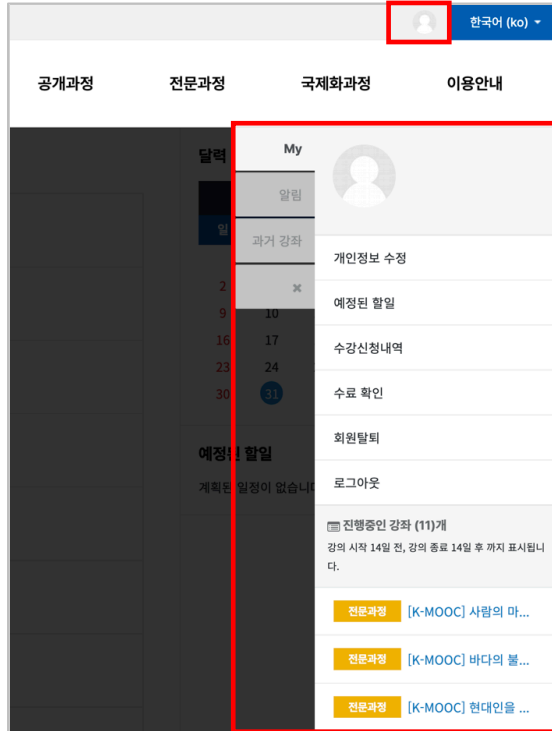 한국어 (ko)
공개과정 전문과정 국제화과정 이용안내
달력
일
2
9 10
16 17
23 24
30 31
예정된 할일
계획된 일정이 없습니
My
알림
과거 강좌
×
개인정보 수정
예정된 할일
수강신청내역
수료 확인
회원탈퇴
로그아웃
진행중인 강좌 (11)개
강의 시작 14일 전, 강의 종료 14일 후 까지 표시됩니
다.
전문과정 [K-MOOC] 사람의 마...
전문과정 [K-MOOC] 바다의 불...
전문과정 [K-MOOC] 현대인을 ...